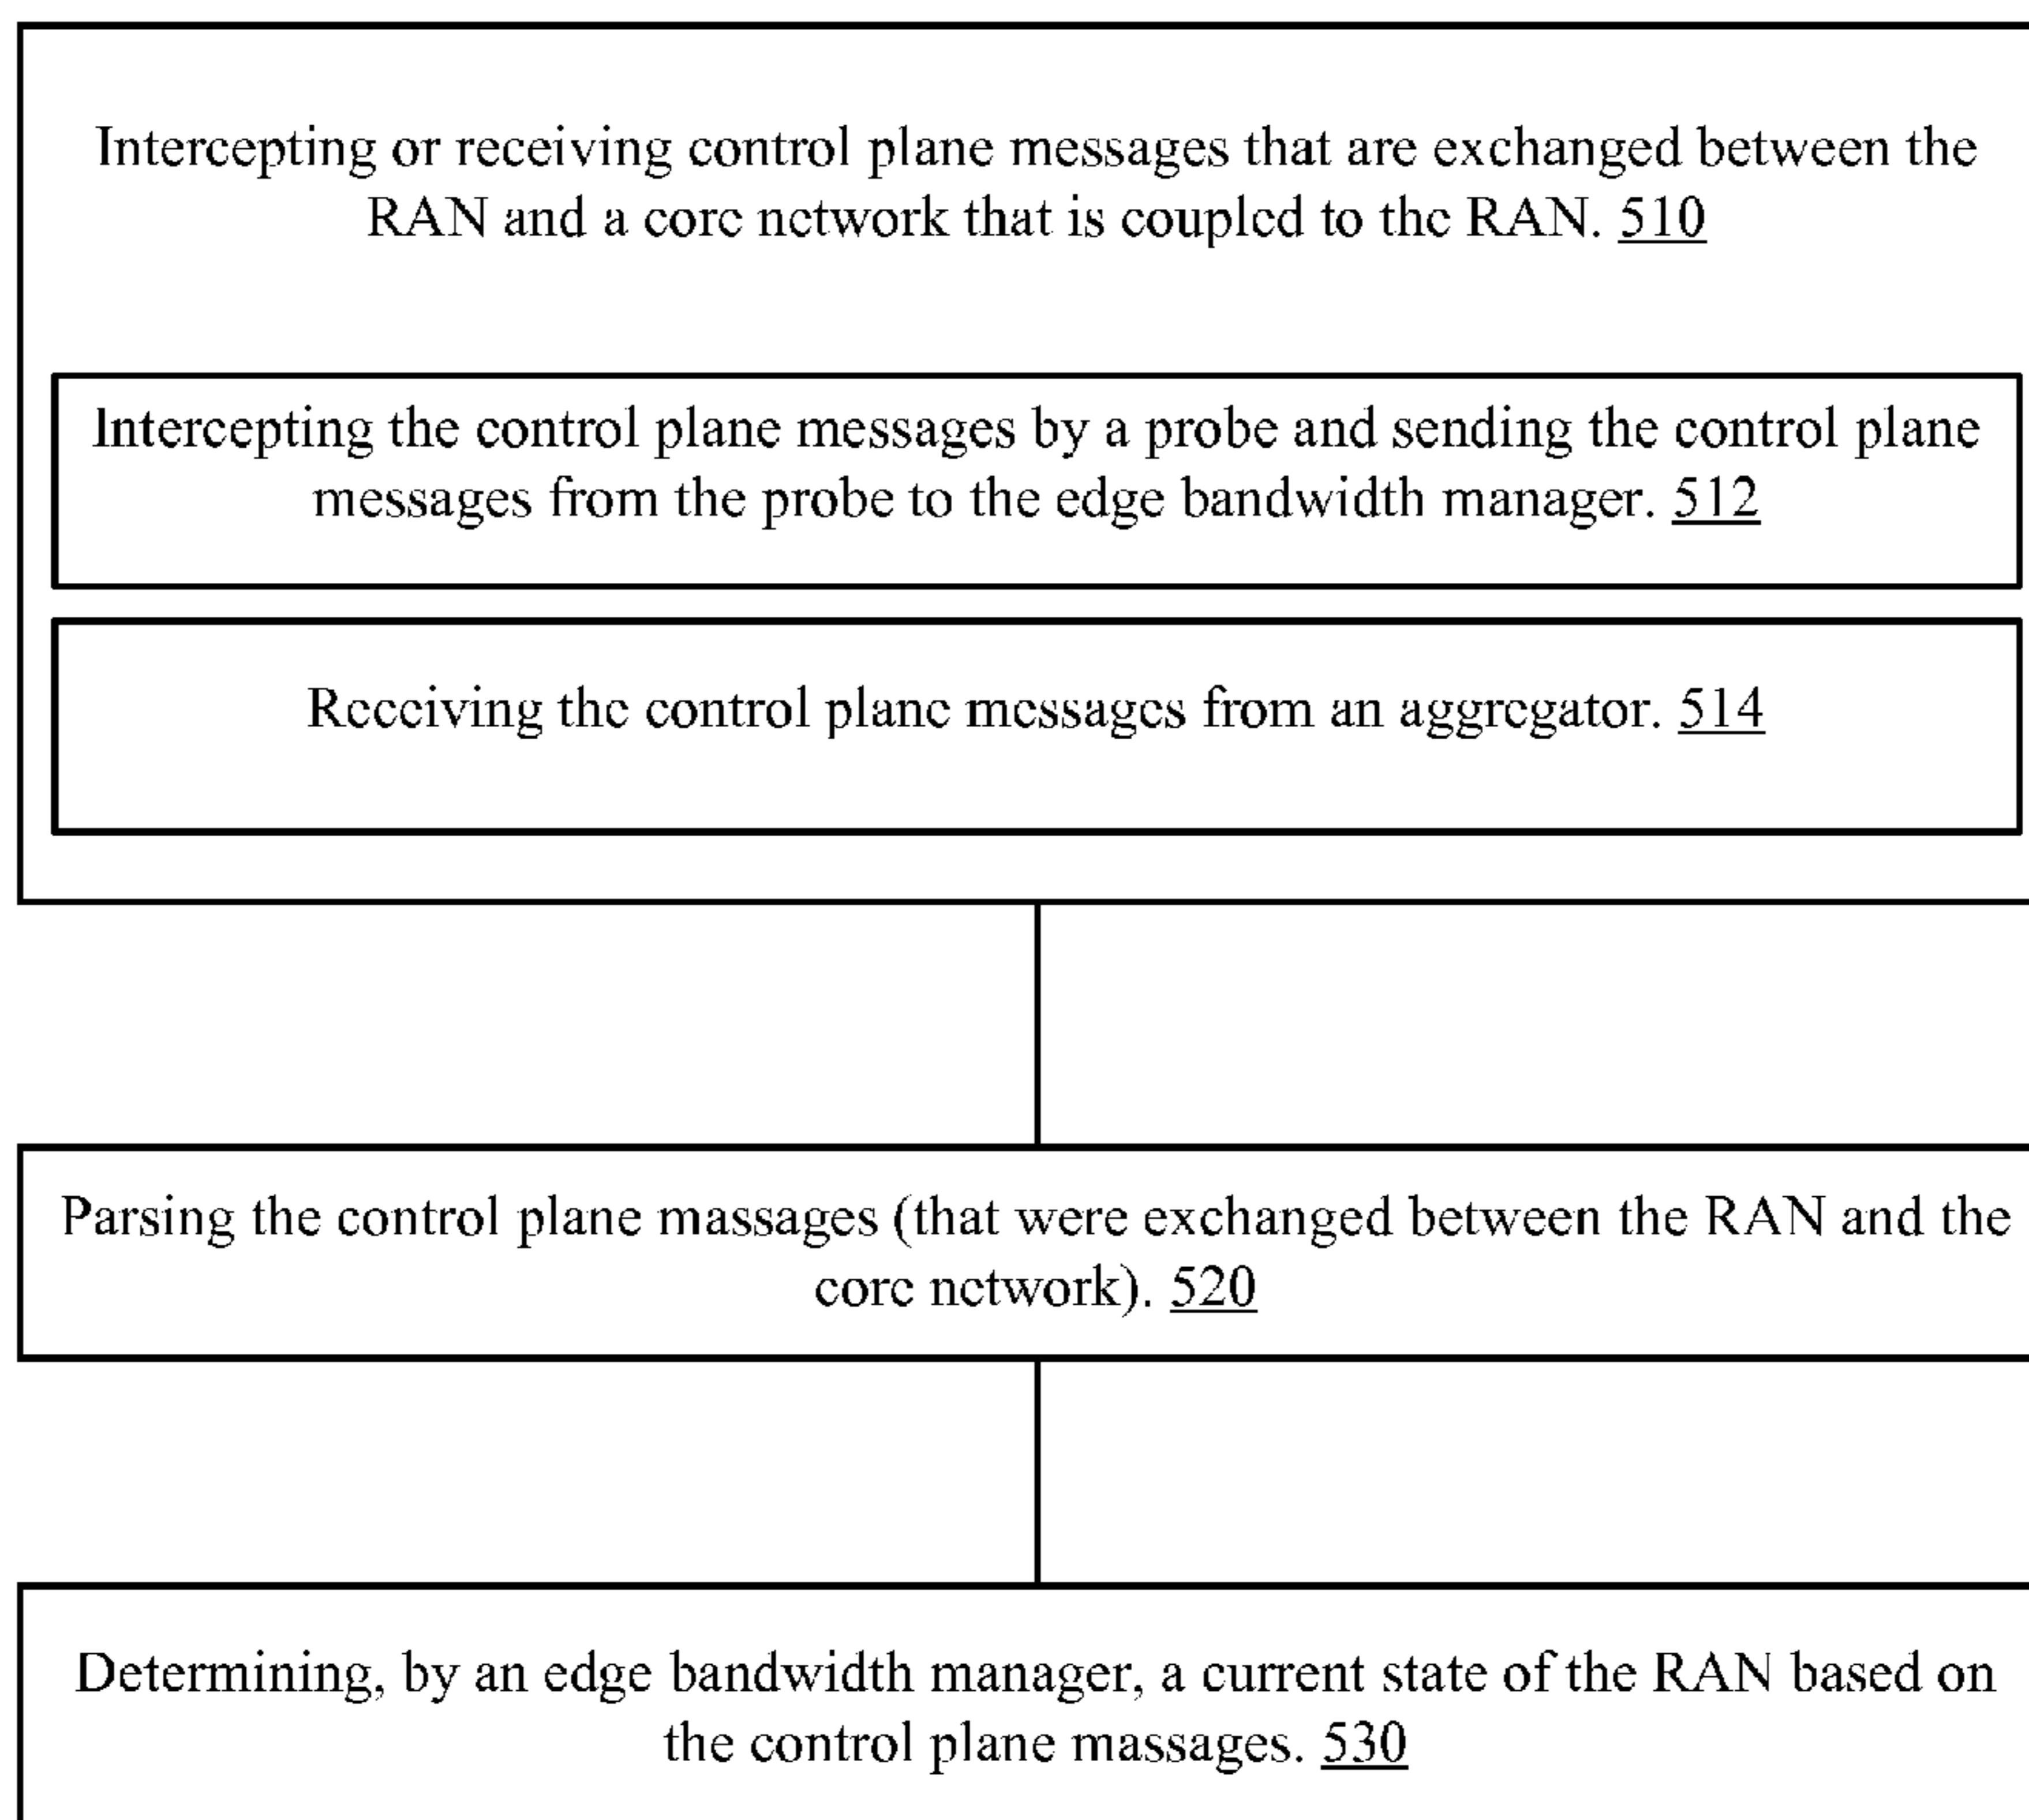 Intercepting or receiving control plane messages that are exchanged between the
RAN and a core network that is coupled to the RAN. 510
Intercepting the control plane messages by a probe and sending the control plane
messages from the probe to the edge bandwidth manager. 512
Receiving the control plane messages from an aggregator. 514
Parsing the control plane massages (that were exchanged between the RAN and the
core network). 520
Determining, by an edge bandwidth manager, a current state of the RAN based on
the control plane massages. 530